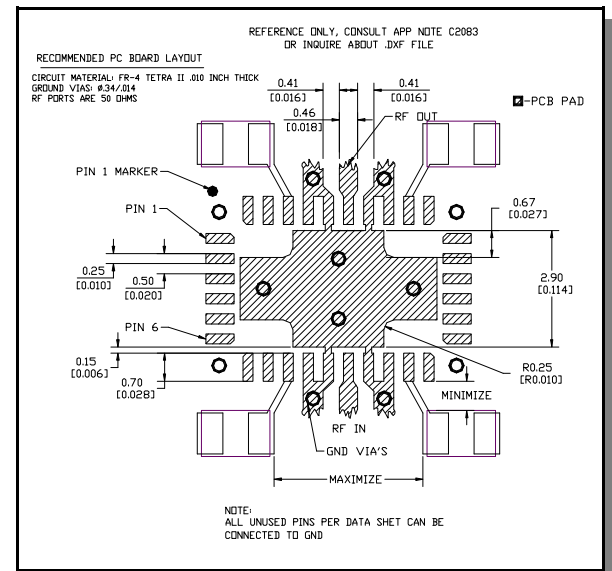 REFERENCE ONLY, CONSULT APP NOTE C2083
OR INQUIRE ABOUT .DXF FILE
RECOMMENDED PC BOARD LAYOUT
CIRCUIT MATERIAL: FR-4 TETRA II .010 INCH THICK
GROUND VIAS: Ø.34/.014
RF PORTS ARE 50 OHMS
0.41
[0.016]
0.41
[0.016]
0.46
[0.018]
RF OUT
-PCB PAD
PIN 1 MARKER
PIN 1
0.67
[0.027]
0.25
[0.010]
0.50
[0.020]
2.90
[0.114]
PIN 6
0.15
[0.006]
0.70
[0.028]
R0.25
[R0.010]
MINIMIZE
RF IN
GND VIA'S
MAXIMIZE
NOTE:
ALL UNUSED PINS PER DATA SHET CAN BE
CONNECTED TO GND